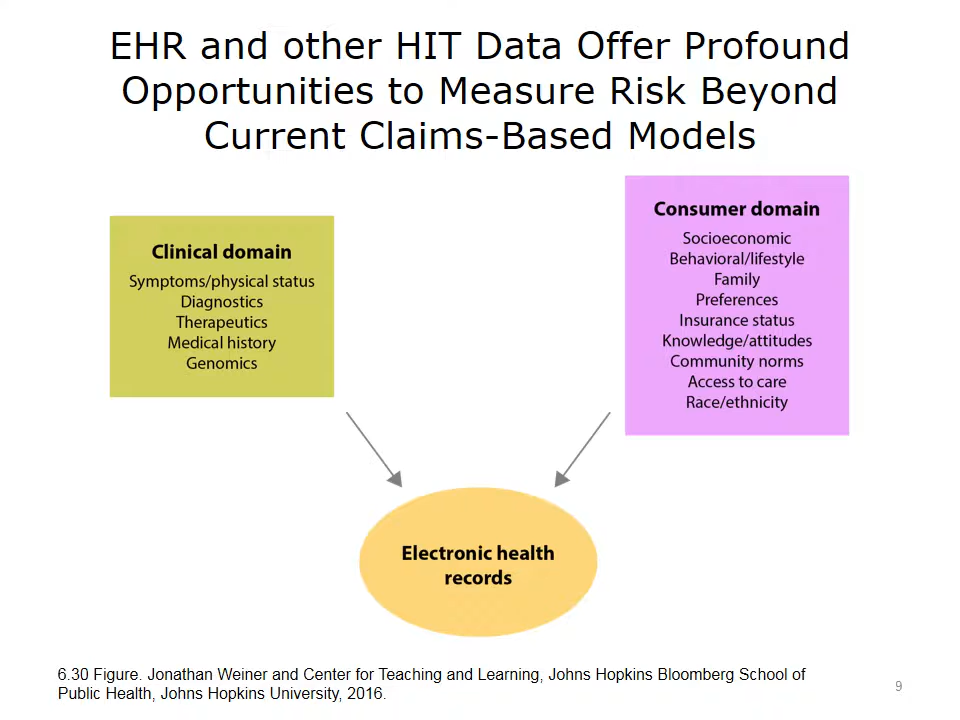 EHR and other HIT Data Offer Profound
Opportunities to Measure Risk Beyond
Current Claims-Based Models
Clinical domain
Symptoms/physical status
Diagnostics
Therapeutics
Medical history
Genomics
Consumer domain
Socioeconomic
Behavioral/lifestyle
Family
Preferences
Insurance status
Knowledge/attitudes
Community norms
Access to care
Race/ethnicity
Electronic health
records
6.30 Figure. Jonathan Weiner and Center for Teaching and Learning, Johns Hopkins Bloomberg School of
Public Health, Johns Hopkins University, 2016.
9